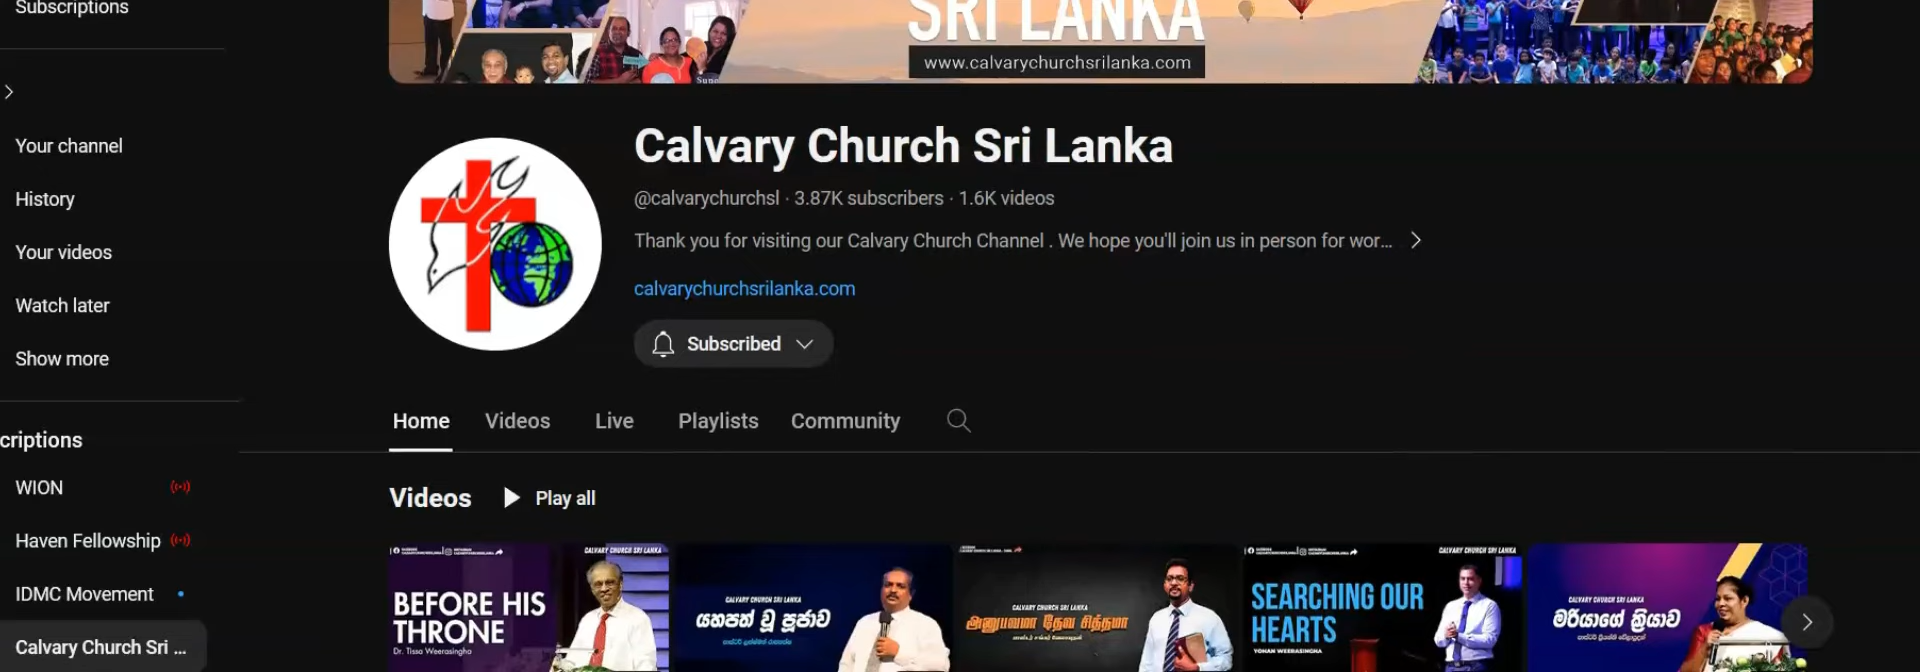 Subscriptions
SRI LANKA
www.calvarychurchsrilanka.com
Your channel
History
Your videos
Watch later
Show more
criptions
WION
Haven Fellowship
IDMC Movement
Calvary Church Sri ...
Calvary Church Sri Lanka
@calvarychurchsl · 3.87K subscribers · 1.6K videos
Thank you for visiting our Calvary Church Channel . We hope you'll join us in person for wor...
calvarychurchsrilanka.com
Subscribed
Home Videos Live Playlists Community
Videos Play all
CALVARY CHURCH SRI LANKA
BEFORE HIS
THRONE
Dr. Tissa Weerasingha
CALVARY CHURCH SRI LANKA
යහපත් වූ පූජාව
CALVARY CHURCH SRI LANKA
அனுபவமா தேவ சித்தமா
CALVARY CHURCH SRI LANKA
SEARCHING OUR
HEARTS
YOHAN WEERASINGHA
CALVARY CHURCH SRI LANKA
මරියාගේ ක්‍රියාව